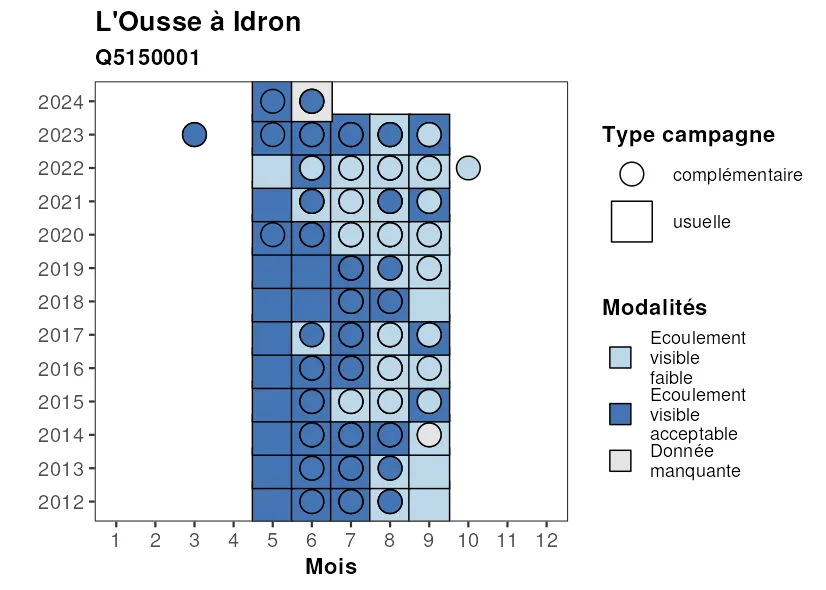 L'Ousse à Idron
Q5150001
2024
2023
2022
2021
2020
2019
2018
2017
2016
2015
2014
2013
2012
1 2 3 4 5 6 7 8 9 10 11 12
Mois
Type campagne
complémentaire
usuelle
Modalités
Ecoulement
visible
faible
Ecoulement
visible
acceptable
Donnée
manquante